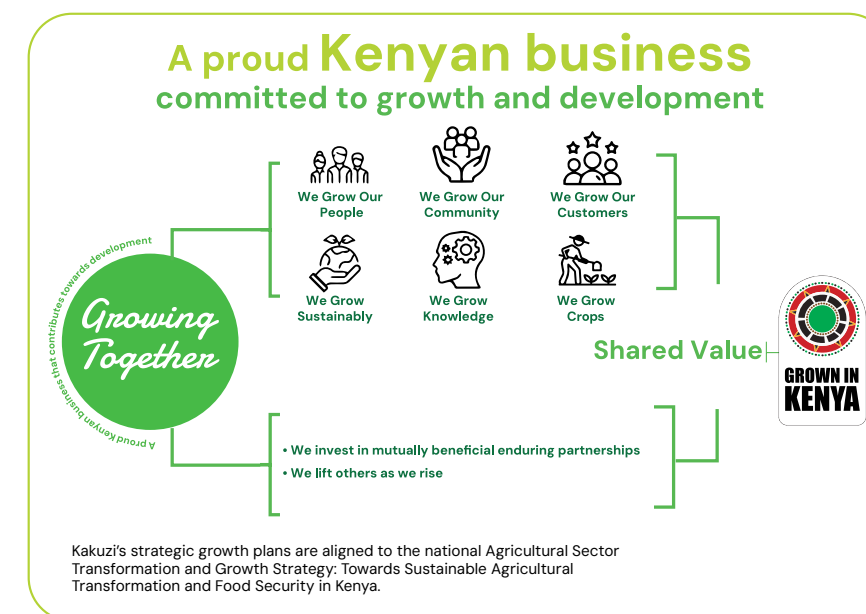 A proud Kenyan business
committed to growth and development
We Grow Our
People
We Grow Our
Community
We Grow Our
Customers
We Grow
Sustainably
We Grow
Knowledge
We Grow
Crops
A proud Kenyan business that contributes towards development
Growing
Together
Shared Value
GROWN IN
KENYA
• We invest in mutually beneficial enduring partnerships
• We lift others as we rise
Kakuzi's strategic growth plans are aligned to the national Agricultural Sector
Transformation and Growth Strategy: Towards Sustainable Agricultural
Transformation and Food Security in Kenya.